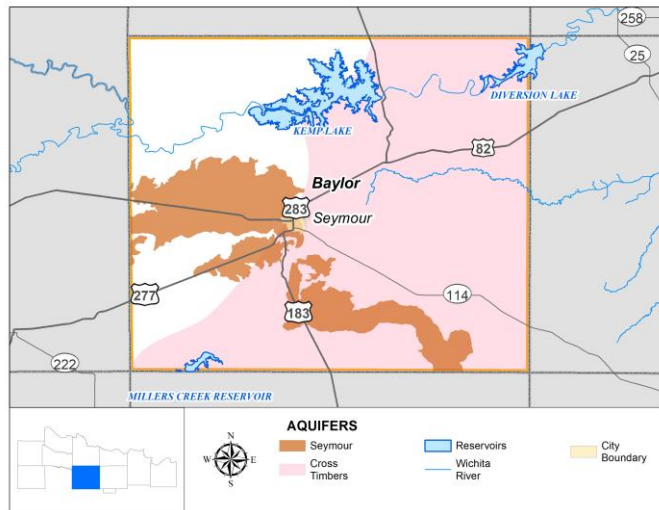 258
25
DIVERSION LAKE
KEMP LAKE
82
Baylor
283
Seymour
277
114
183
222
MILLERS CREEK RESERVOIR
AQUIFERS
Seymour
Cross
Timbers
Reservoirs
Wichita
River
City
Boundary
N
W
E
S